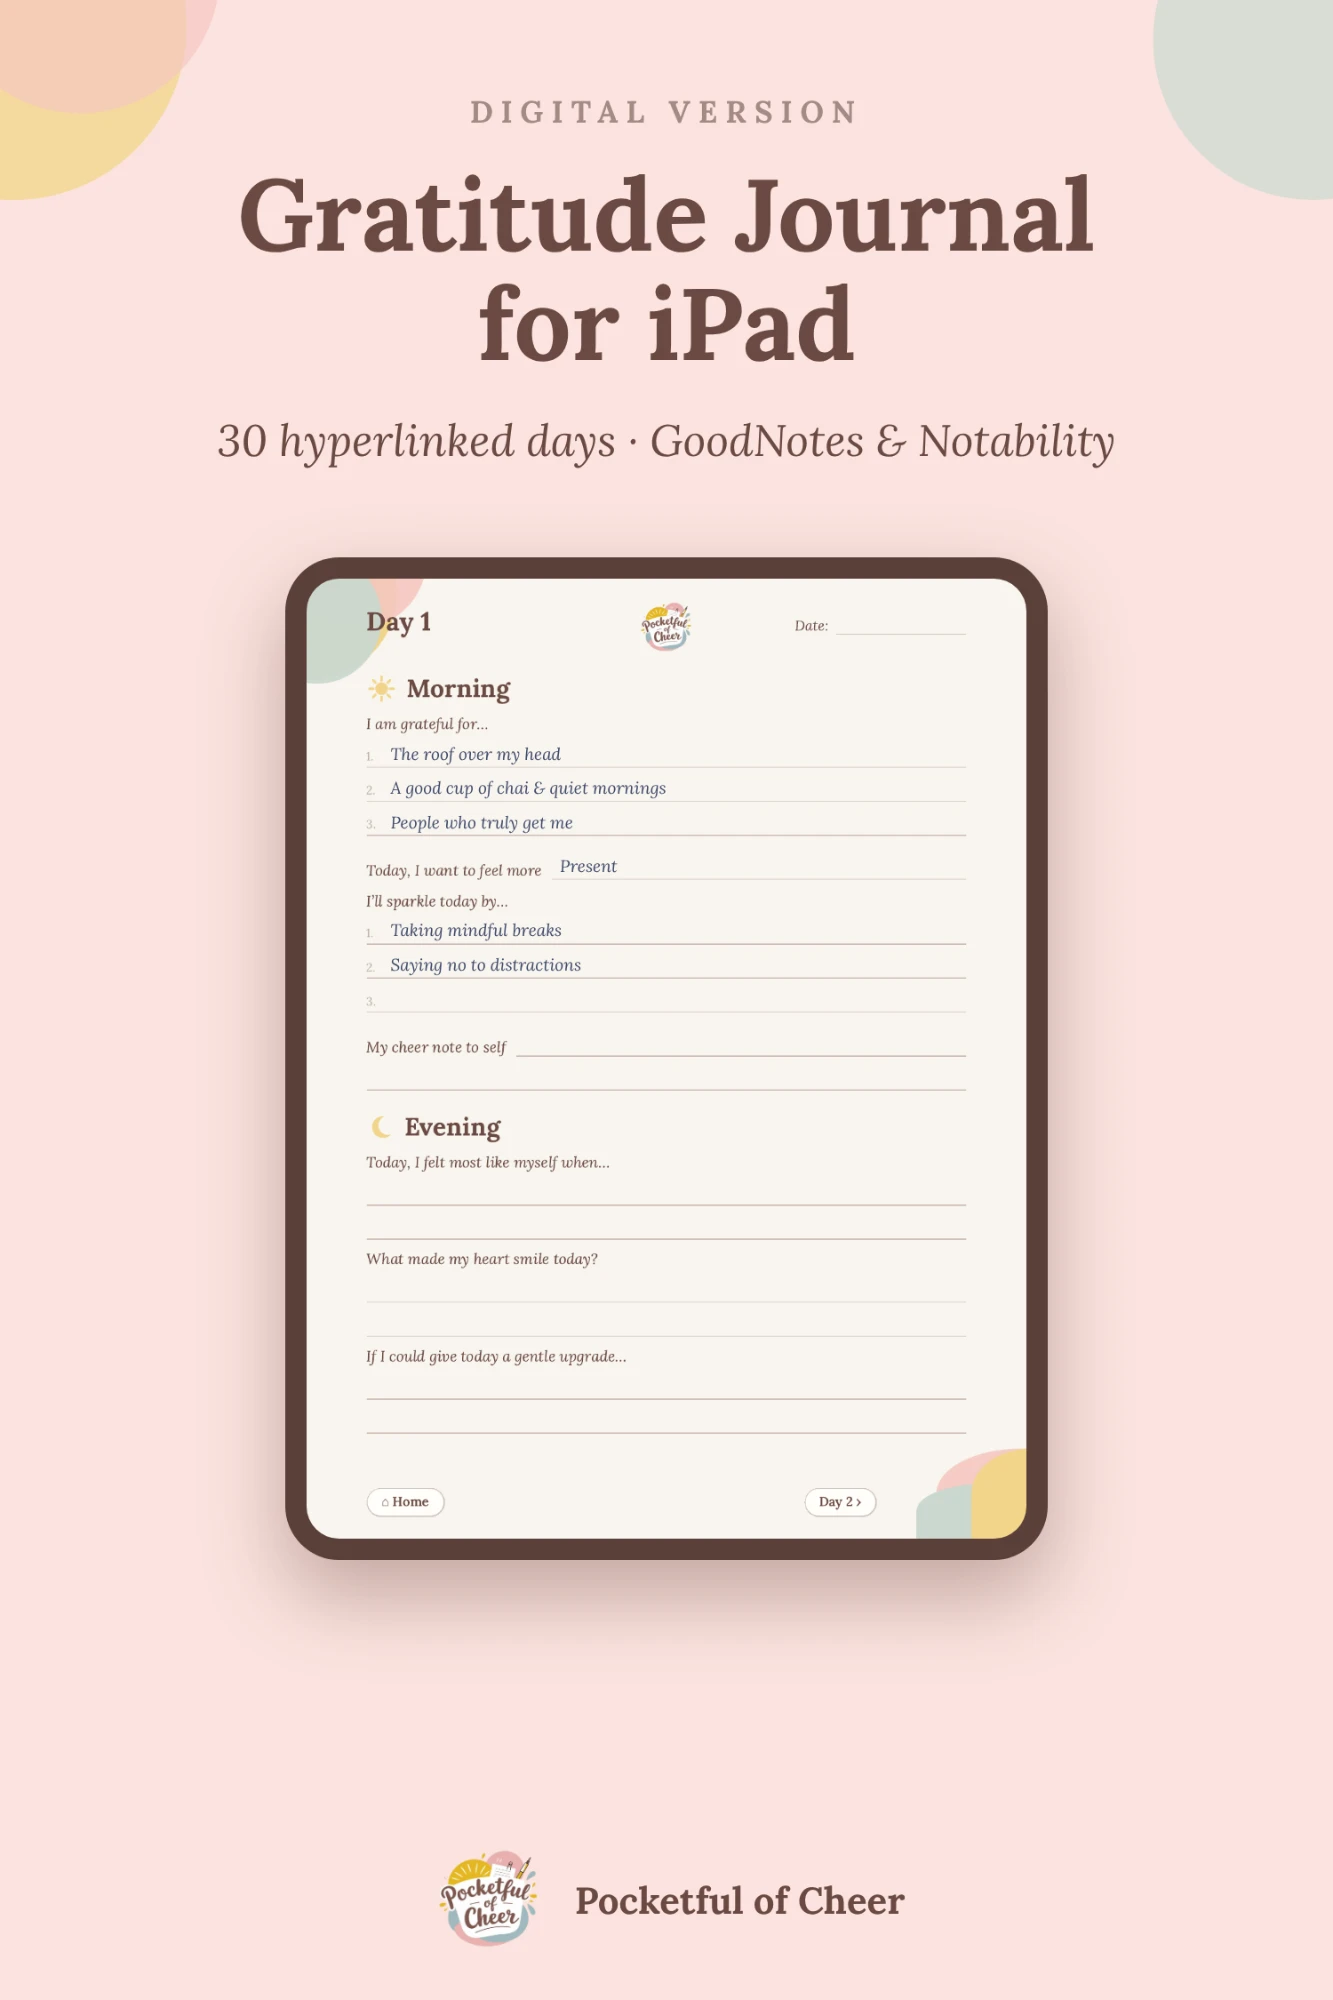 DIGITAL VERSION
Gratitude Journal
for iPad
30 hyperlinked days · GoodNotes & Notability
Day 1
Pocketful
of
Cheer
Date:
Morning
I am grateful for...
1. The roof over my head
2. A good cup of chai & quiet mornings
3. People who truly get me
Today, I want to feel more Present
I'll sparkle today by...
1. Taking mindful breaks
2. Saying no to distractions
3.
My cheer note to self
Evening
Today, I felt most like myself when...
What made my heart smile today?
If I could give today a gentle upgrade...
⌂ Home
Day 2 ›
Pocketful
of
Cheer
Pocketful of Cheer